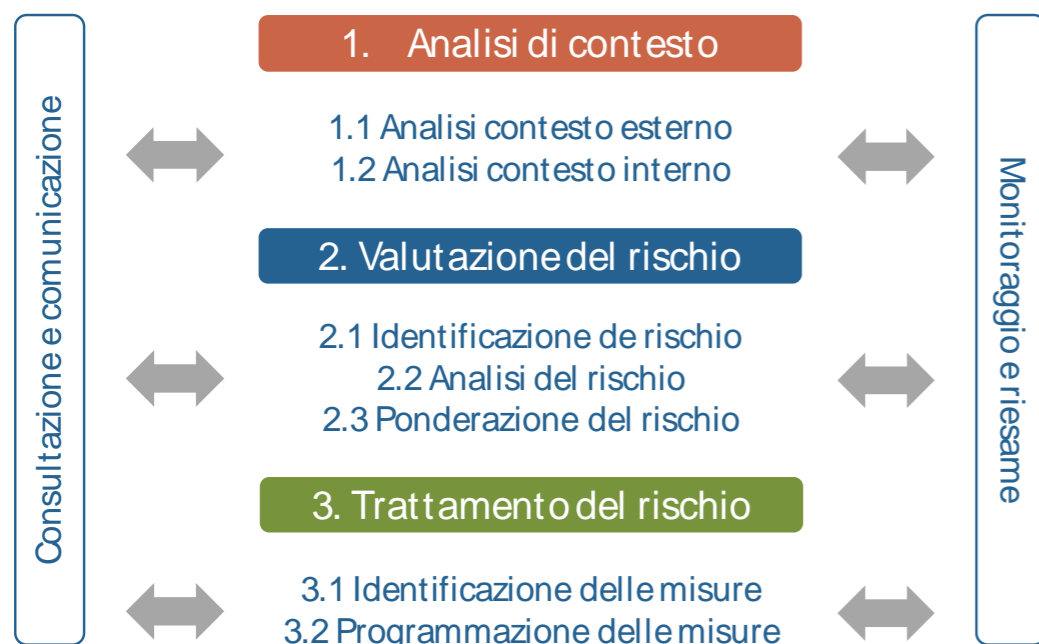 Consultazione e comunicazione
1. Analisi di contesto
1.1 Analisi contesto esterno
1.2 Analisi contesto interno
2. Valutazione del rischio
2.1 Identificazione de rischio
2.2 Analisi del rischio
2.3 Ponderazione del rischio
3. Trattamento del rischio
3.1 Identificazione delle misure
3.2 Programmazione delle misure
Monitoraggio e riesame